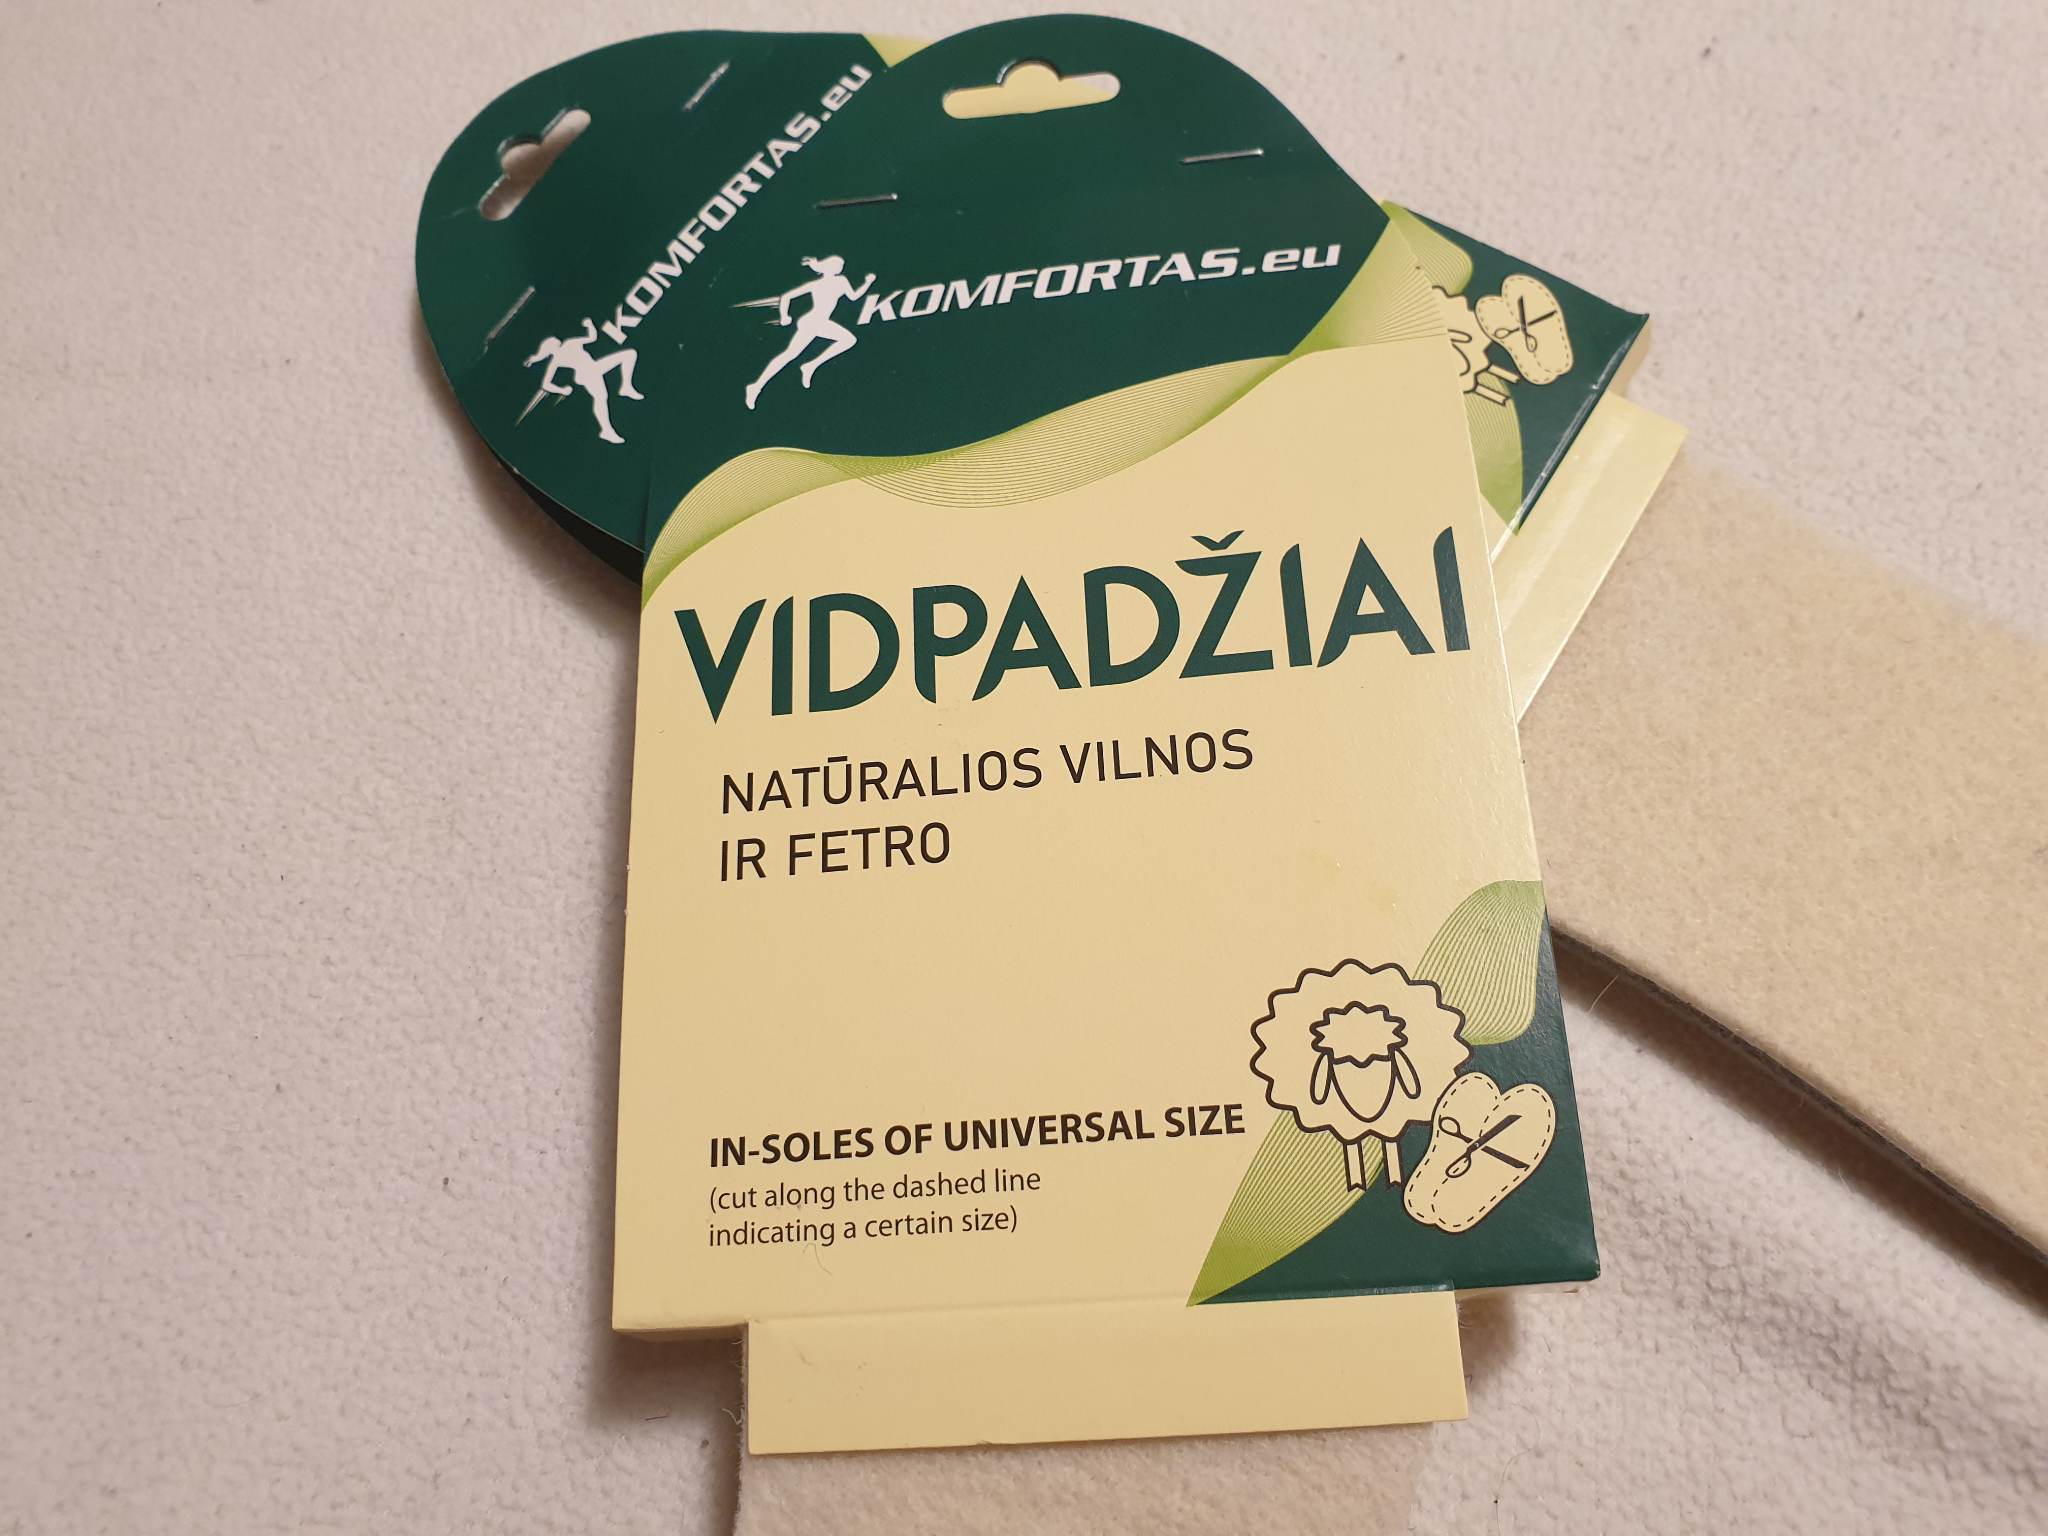 KOMFORTAS.eu
KOMFORTAS.eu
VIDPADŽIAI
NATŪRALIOS VILNOS
IR FETRO
IN-SOLES OF UNIVERSAL SIZE
(cut along the dashed line
indicating a certain size)